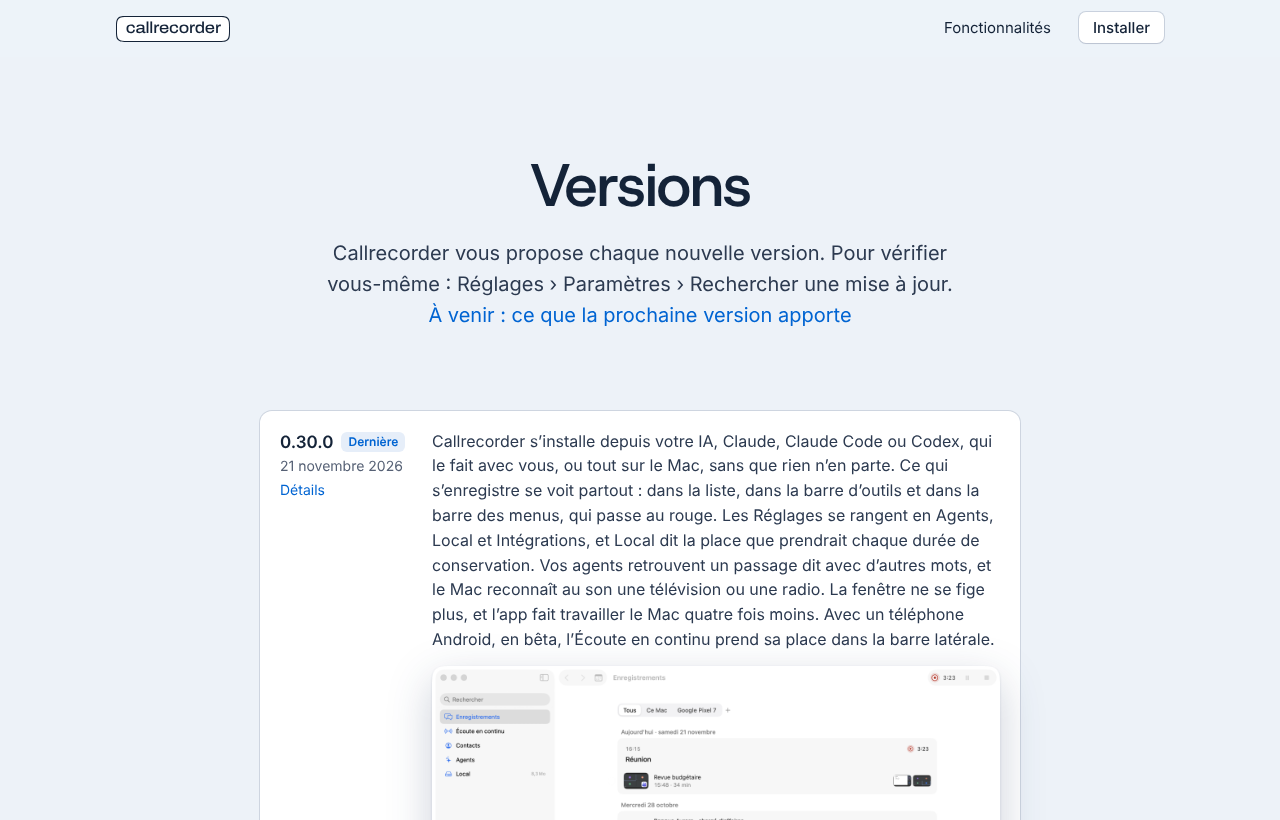 callrecorder
Fonctionnalités
Installer
Versions
Callrecorder vous propose chaque nouvelle version. Pour vérifier
vous-même : Réglages › Paramètres › Rechercher une mise à jour.
À venir : ce que la prochaine version apporte
0.30.0 Dernière
21 novembre 2026
Détails
Callrecorder s’installe depuis votre IA, Claude, Claude Code ou Codex, qui
le fait avec vous, ou tout sur le Mac, sans que rien n’en parte. Ce qui
s’enregistre se voit partout : dans la liste, dans la barre d’outils et dans la
barre des menus, qui passe au rouge. Les Réglages se rangent en Agents,
Local et Intégrations, et Local dit la place que prendrait chaque durée de
conservation. Vos agents retrouvent un passage dit avec d’autres mots, et
le Mac reconnaît au son une télévision ou une radio. La fenêtre ne se fige
plus, et l’app fait travailler le Mac quatre fois moins. Avec un téléphone
Android, en bêta, l’Écoute en continu prend sa place dans la barre latérale.
Enregistrements
3:23
Rechercher
Enregistrements
Écoute en continu
Contacts
Agents
Local
Tous
Ce Mac
Google Pixel 7
+
Aujourd’hui · samedi 21 novembre
3:23
Réunion
Revue budgétaire
16:48 · 34 min
Mercredi 28 octobre